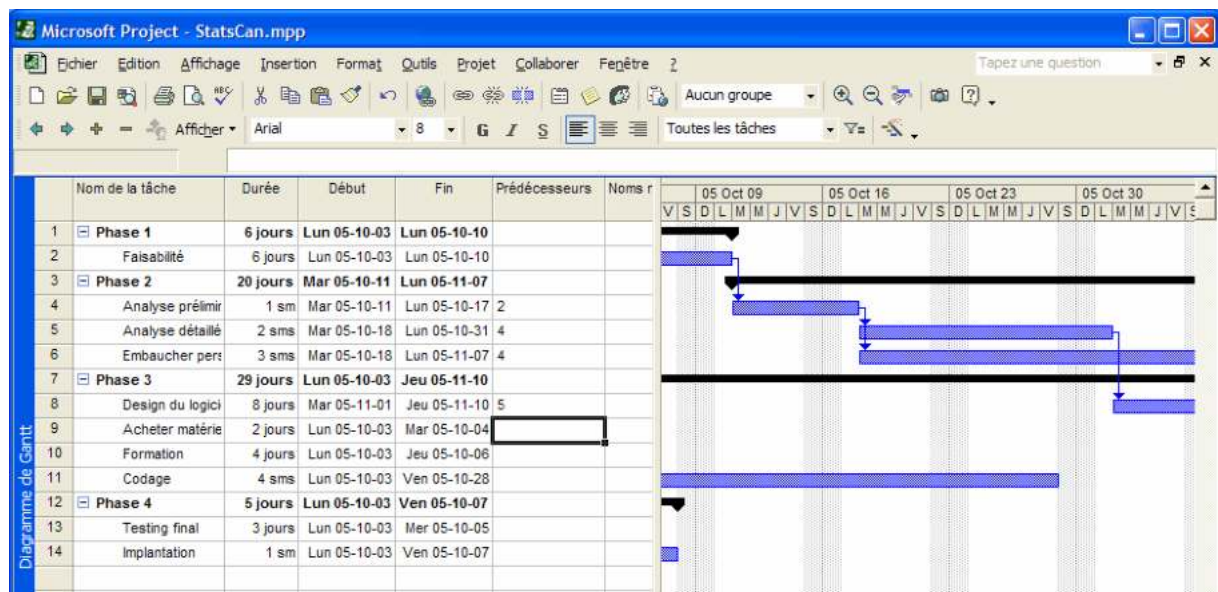 Microsoft Project - StatsCan.mpp
Fichier Edition Affichage Insertion Format Outils Projet Collaborer Fenêtre ? Tapez une question
Aucun groupe
Afficher Arial 8 G I S Toutes les tâches
Nom de la tâche Durée Début Fin Prédécesseurs Noms r 05 Oct 09 05 Oct 16 05 Oct 23 05 Oct 30
V S D L M M J V S D L M M J V S D L M M J V S D L M M J V S
1 Phase 1 6 jours Lun 05-10-03 Lun 05-10-10
2 Faisabilité 6 jours Lun 05-10-03 Lun 05-10-10
3 Phase 2 20 jours Mar 05-10-11 Lun 05-11-07
4 Analyse prélimir 1 sm Mar 05-10-11 Lun 05-10-17 2
5 Analyse détaillé 2 sms Mar 05-10-18 Lun 05-10-31 4
6 Embaucher pers 3 sms Mar 05-10-18 Lun 05-11-07 4
7 Phase 3 29 jours Lun 05-10-03 Jeu 05-11-10
8 Design du logici 8 jours Mar 05-11-01 Jeu 05-11-10 5
9 Acheter matérie 2 jours Lun 05-10-03 Mar 05-10-04
10 Formation 4 jours Lun 05-10-03 Jeu 05-10-06
11 Codage 4 sms Lun 05-10-03 Ven 05-10-28
12 Phase 4 5 jours Lun 05-10-03 Ven 05-10-07
13 Testing final 3 jours Lun 05-10-03 Mer 05-10-05
14 Implantation 1 sm Lun 05-10-03 Ven 05-10-07
Diagramme de Gantt